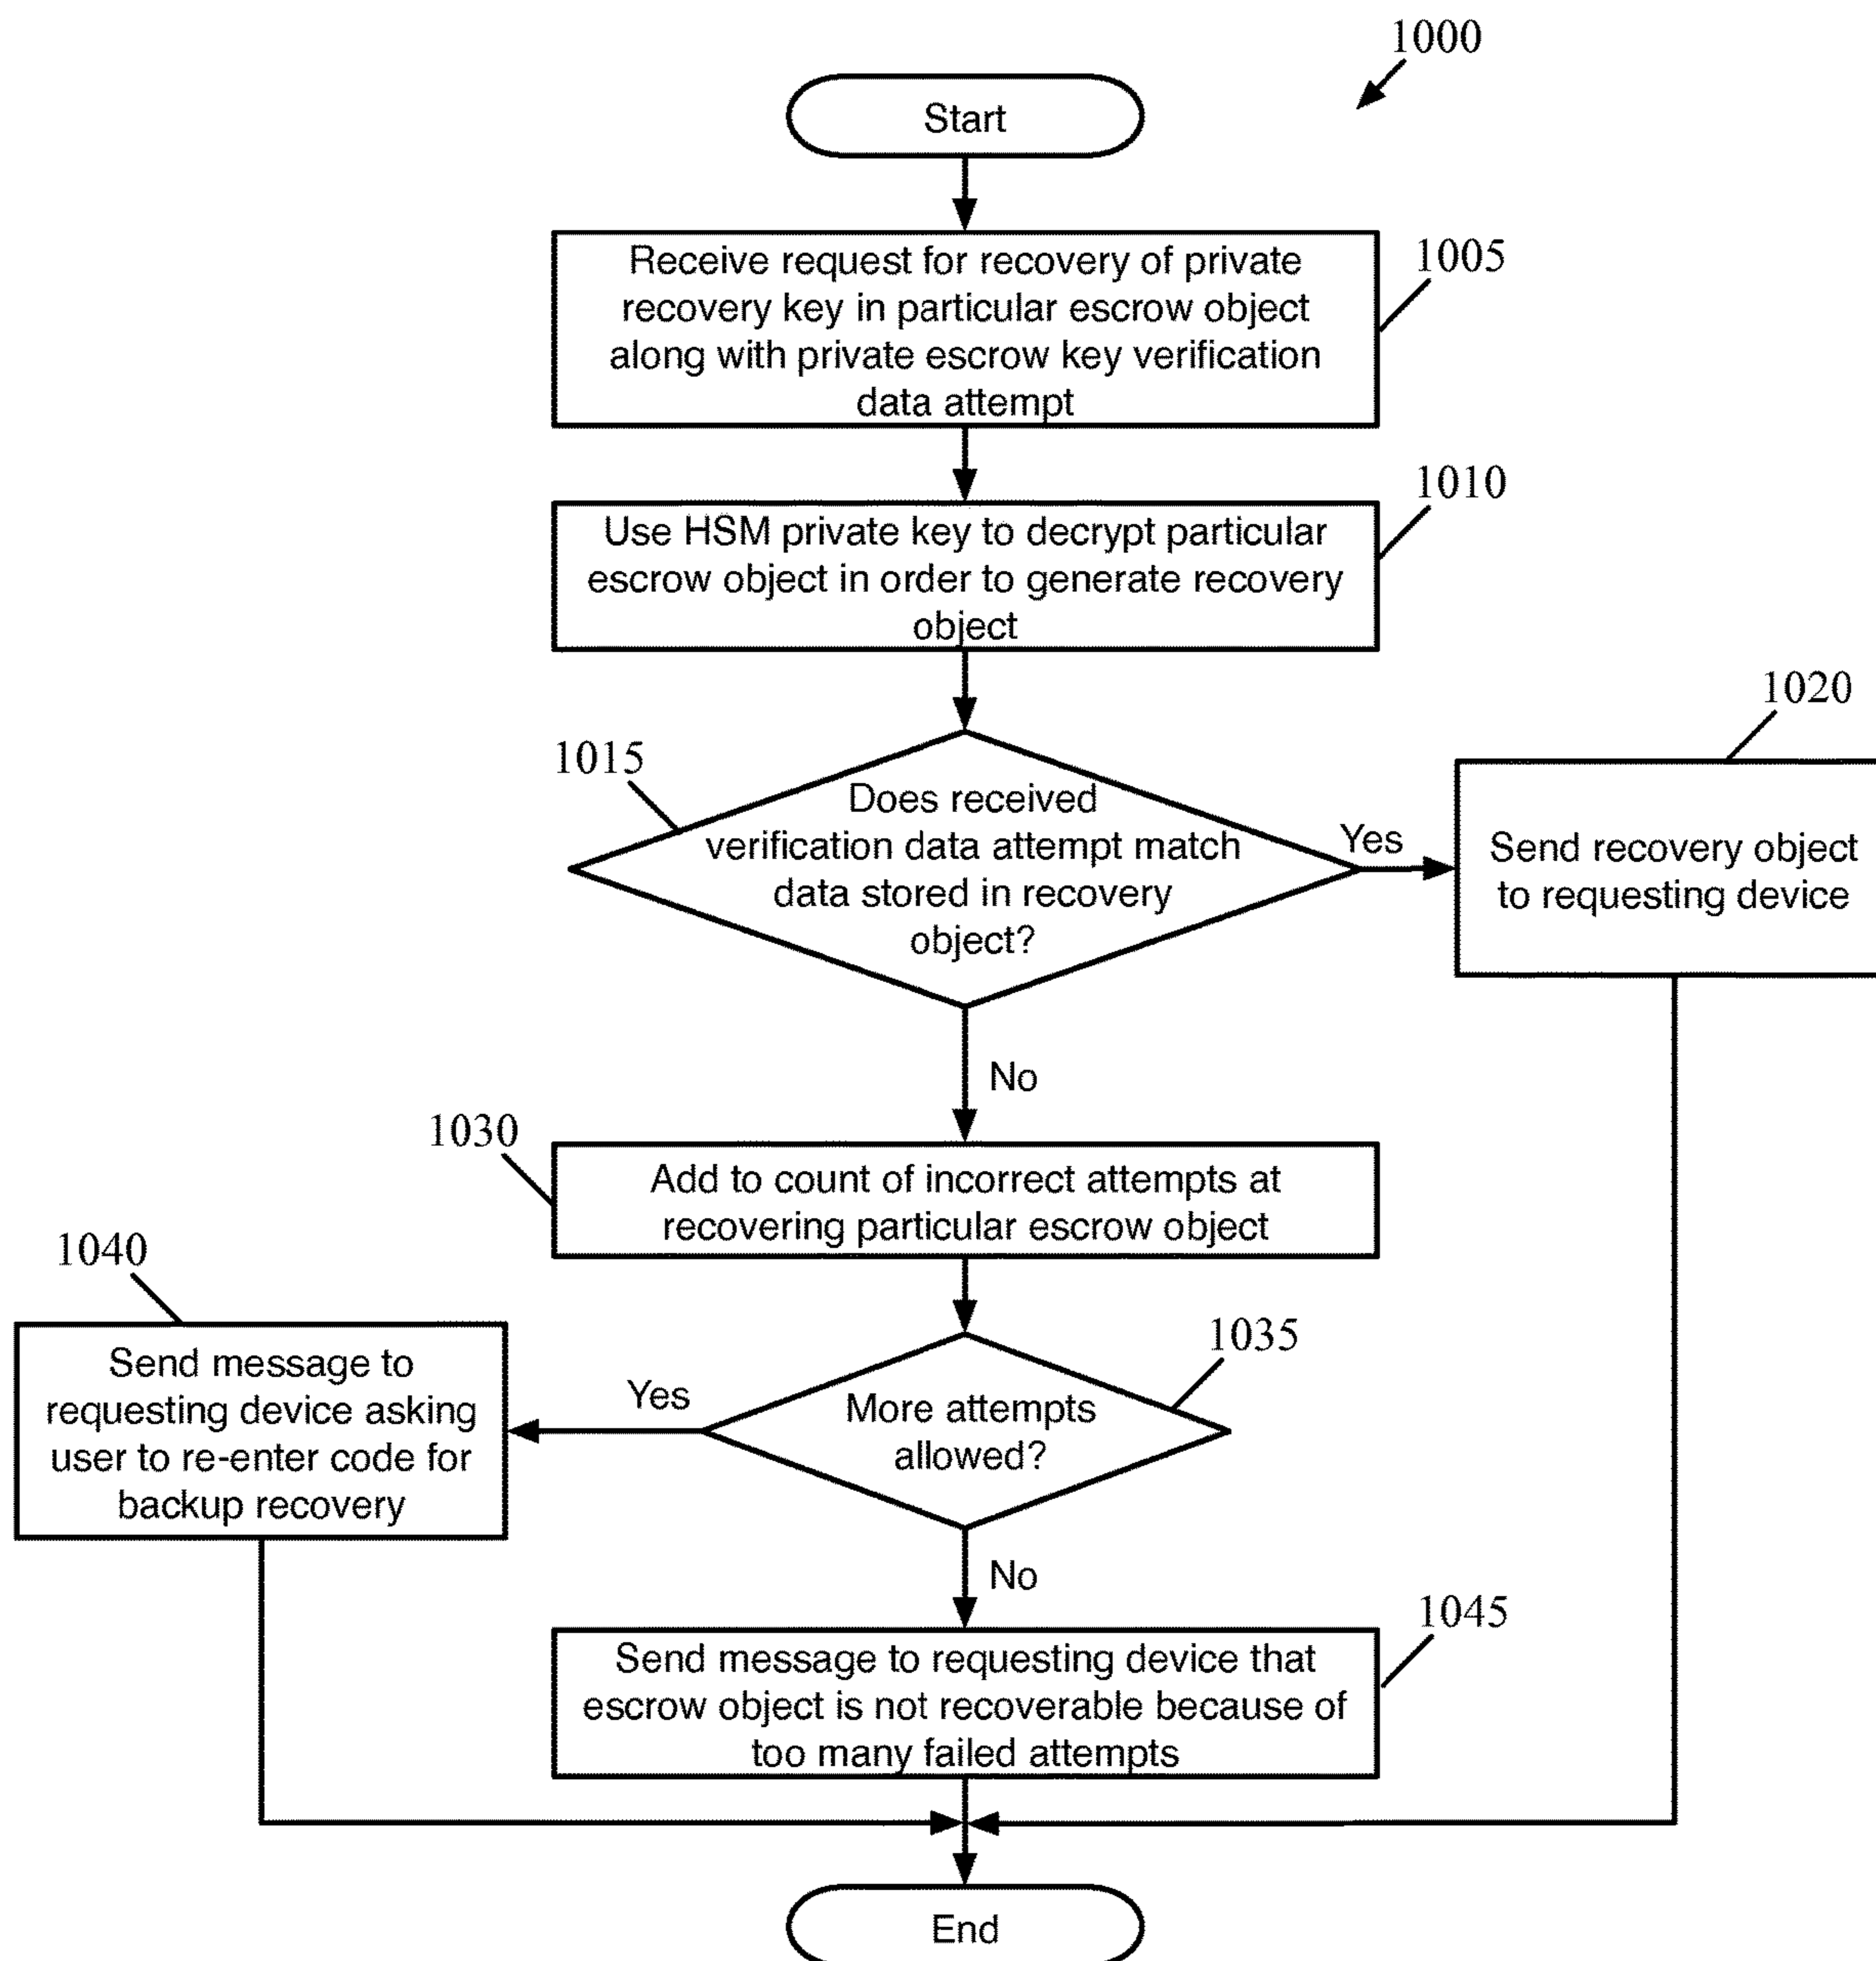 1000
Start
Receive request for recovery of private
recovery key in particular escrow object
along with private escrow key verification
data attempt
1005
Use HSM private key to decrypt particular
escrow object in order to generate recovery
object
1010
1015
Does received
verification data attempt match
data stored in recovery
object?
Yes
1020
Send recovery object
to requesting device
No
1030
Add to count of incorrect attempts at
recovering particular escrow object
1035
More attempts
allowed?
Yes
1040
Send message to
requesting device asking
user to re-enter code for
backup recovery
No
1045
Send message to requesting device that
escrow object is not recoverable because of
too many failed attempts
End